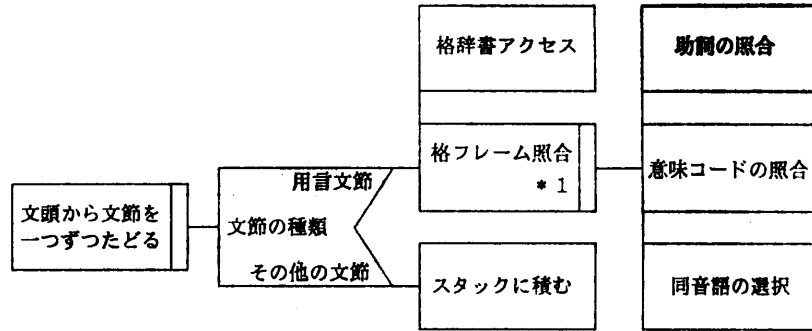 格辞書アクセス
助詞の照合
用言文節
格フレーム照合
* 1
意味コードの照合
文頭から文節を
一つずつたどる
文節の種類
その他の文節
スタックに積む
同音語の選択